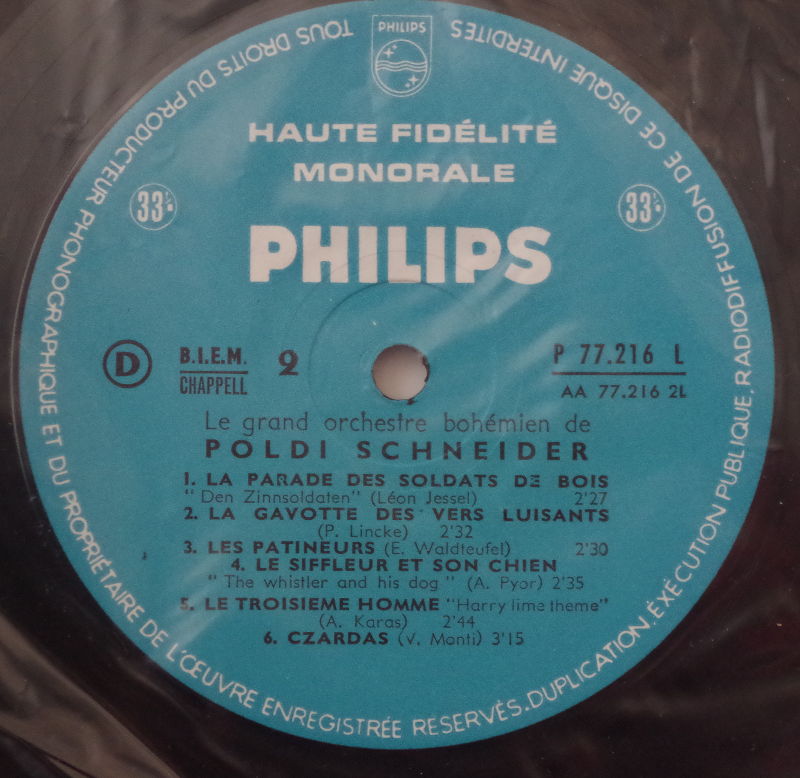 TOUS DROITS DU PRODUCTEUR PHONOGRAPHIQUE ET DU PROPRIÉTAIRE DE L'ŒUVRE ENREGISTRÉE RESERVÉS. DUPLICATION, EXÉCUTION PUBLIQUE, RADIODIFFUSION DE CE DISQUE INTERDITES
PHILIPS
HAUTE FIDÉLITÉ
MONORALE
33 33
PHILIPS
D B.I.E.M. 2 P 77.216 L
CHAPPELL AA 77.216 2L
Le grand orchestre bohémien de
POLDI SCHNEIDER
1. LA PARADE DES SOLDATS DE BOIS
"Den Zinnsoldaten" (Léon Jessel) 2'27
2. LA GAVOTTE DES VERS LUISANTS
(P. Lincke) 2'32
3. LES PATINEURS (E. Waldteufel) 2'30
4. LE SIFFLEUR ET SON CHIEN
"The whistler and his dog" (A. Pyor) 2'35
5. LE TROISIEME HOMME "Harry lime theme"
(A. Karas) 2'44
6. CZARDAS (V. Monti) 3'15